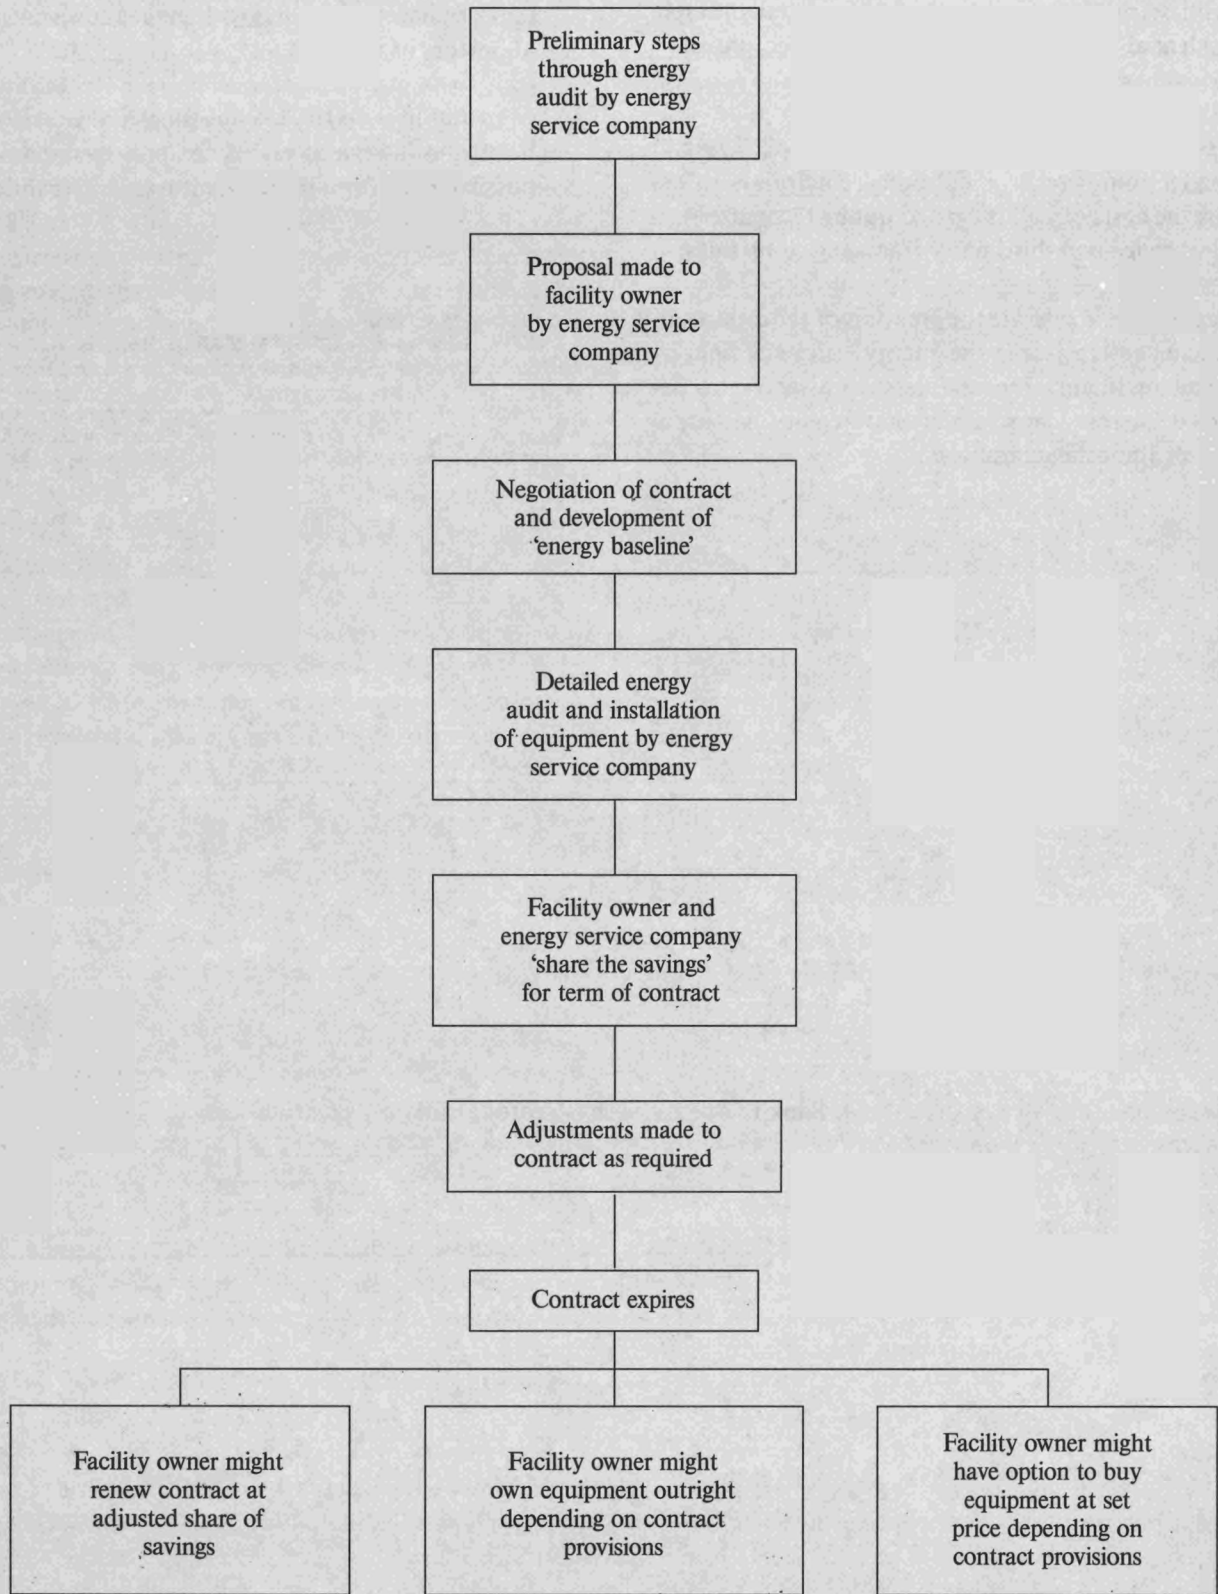 Preliminary steps
through energy
audit by energy
service company
Proposal made to
facility owner
by energy service
company
Negotiation of contract
and development of
‘energy baseline’
Detailed energy
audit and installation
of equipment by energy
service company
Facility owner and
energy service company
‘share the savings’
for term of contract
Adjustments made to
contract as required
Contract expires
Facility owner might
renew contract at
adjusted share of
savings
Facility owner might
own equipment outright
depending on contract
provisions
Facility owner might
have option to buy
equipment at set
price depending on
contract provisions